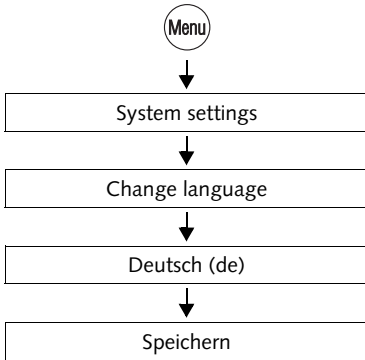 Menu
System settings
Change language
Deutsch (de)
Speichern